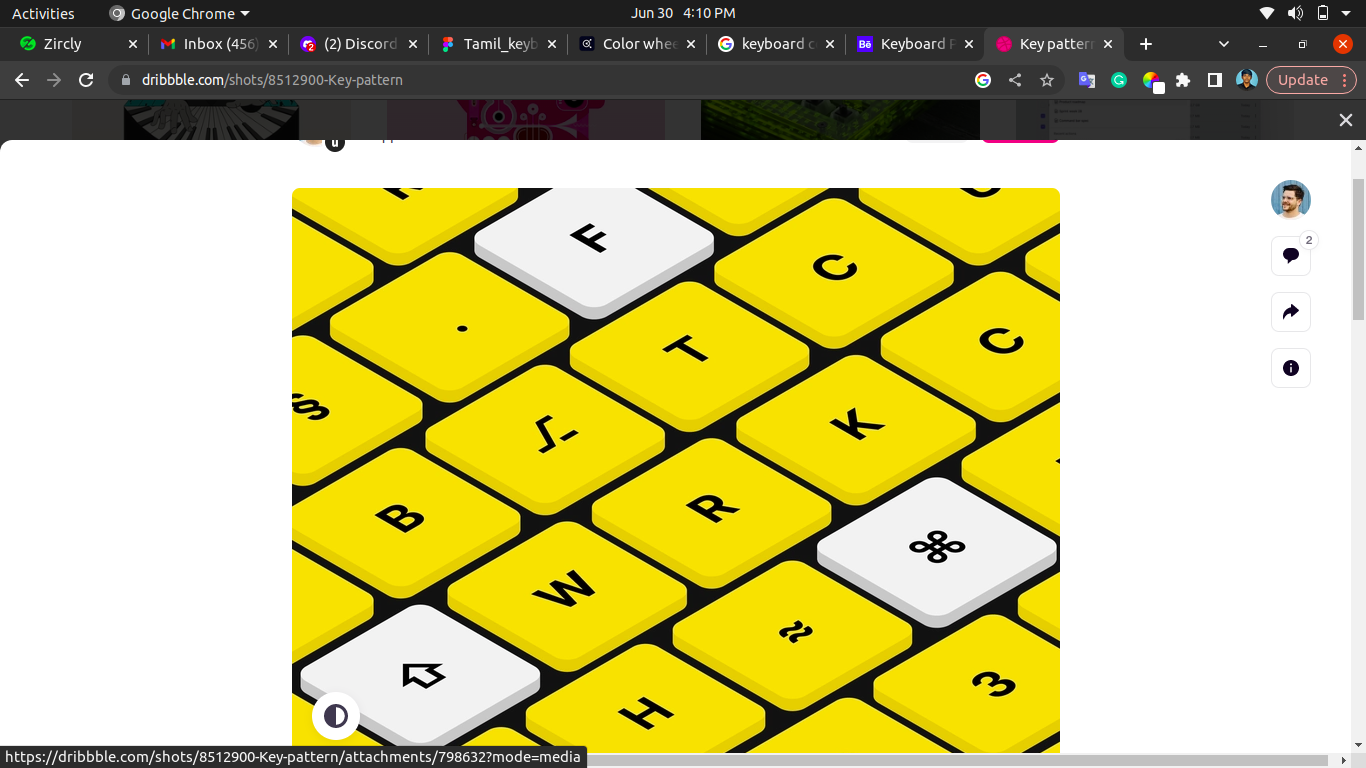 Activities
Google Chrome
Jun 30 4:10 PM
Zircly
Inbox (456)
(2) Discord
Tamil_keyb
Color whee
keyboard c
Keyboard P
Key pattern
dribbble.com/shots/8512900-Key-pattern
Update
2
F
C
.
T
C
§
⌥
K
B
R
⌘
W
≈
⇧
H
3
https://dribbble.com/shots/8512900-Key-pattern/attachments/798632?mode=media